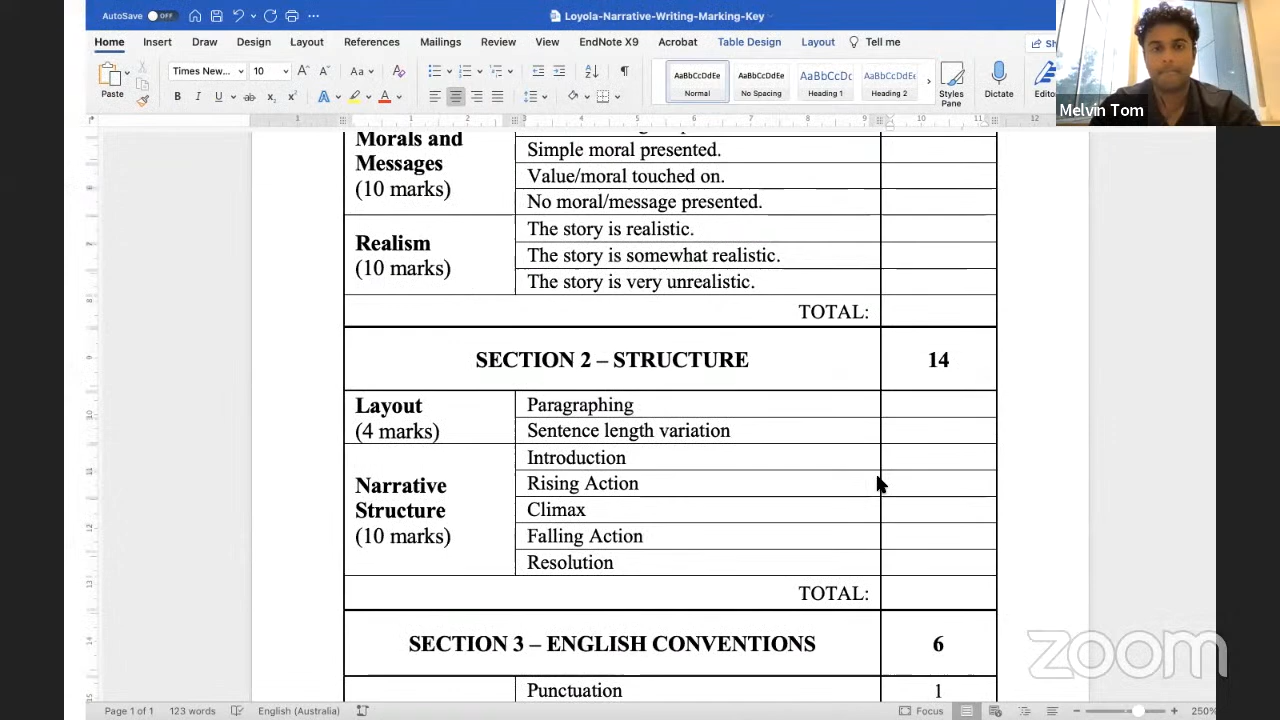 AutoSave OFF
Loyola-Narrative-Writing-Marking-Key
Home Insert Draw Design Layout References Mailings Review View EndNote X9 Acrobat Table Design Layout Tell me
Paste
Times New... 10
AaBbCcDdEe Normal
AaBbCcDdEe No Spacing
AaBbCcDc Heading 1
AaBbCcDdEe Heading 2
Styles Pane
Dictate
Melvin Tom
Morals and Messages
(10 marks)
Simple moral presented.
Value/moral touched on.
No moral/message presented.
Realism
(10 marks)
The story is realistic.
The story is somewhat realistic.
The story is very unrealistic.
TOTAL:
SECTION 2 – STRUCTURE 14
Layout
(4 marks)
Paragraphing
Sentence length variation
Narrative Structure
(10 marks)
Introduction
Rising Action
Climax
Falling Action
Resolution
TOTAL:
SECTION 3 – ENGLISH CONVENTIONS 6
Punctuation 1
zoom
Page 1 of 1 123 words English (Australia) Focus 250%